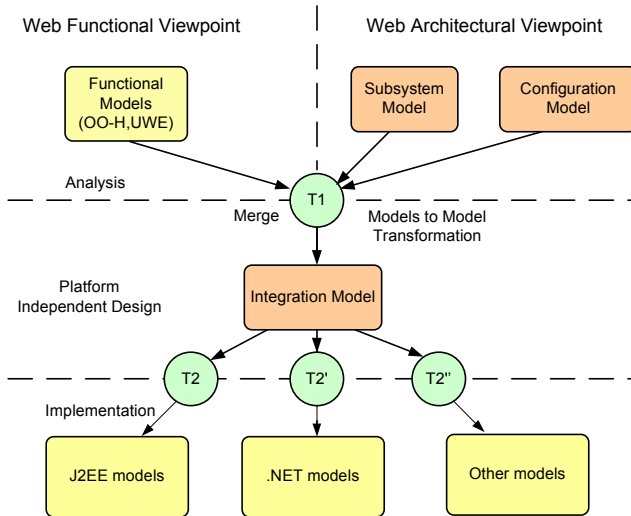 Web Functional Viewpoint
Web Architectural Viewpoint
Functional
Models
(OO-H,UWE)
Subsystem
Model
Configuration
Model
Analysis
T1
Merge
Models to Model
Transformation
Platform
Independent Design
Integration Model
T2
T2'
T2''
Implementation
J2EE models
.NET models
Other models